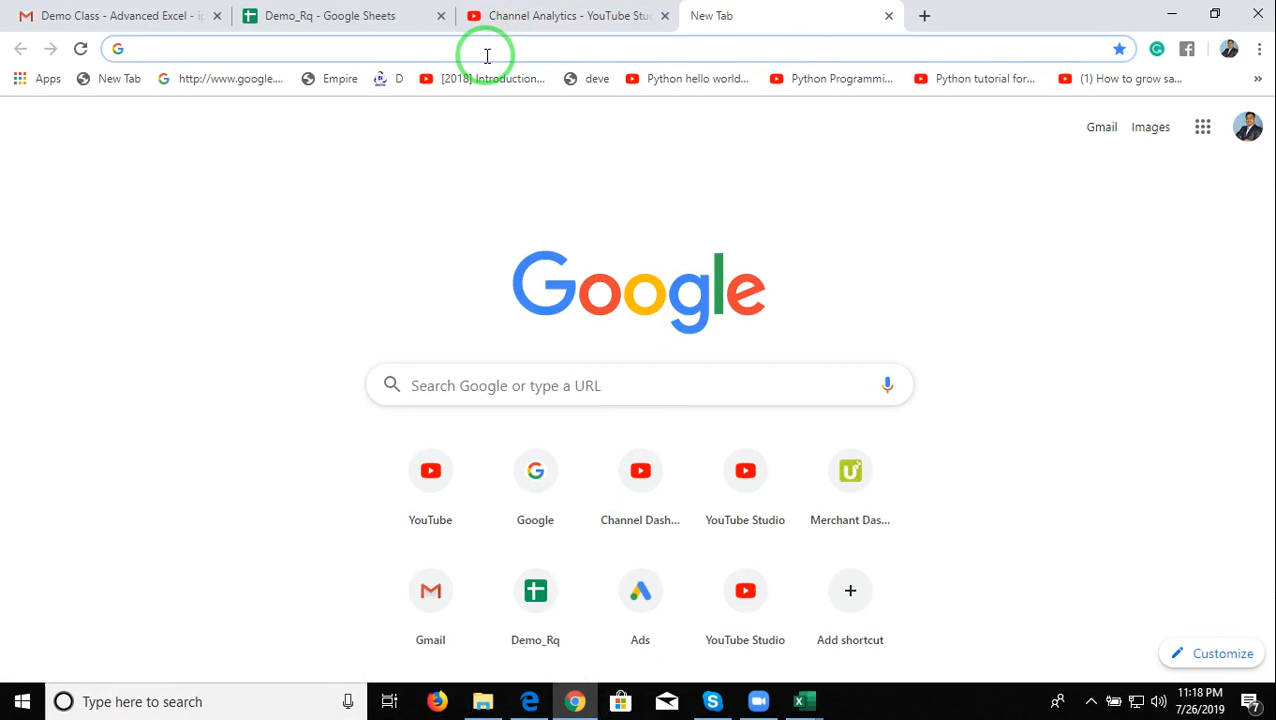 Demo Class - Advanced Excel - i
Demo_Rq - Google Sheets
Channel Analytics - YouTube Stu
New Tab
Apps
New Tab
http://www.google....
Empire
D
[2018] Introduction...
deve
Python hello world...
Python Programmi...
Python tutorial for...
(1) How to grow sa...
»
Gmail
Images
Google
Search Google or type a URL
YouTube
Google
Channel Dash...
YouTube Studio
Merchant Das...
Gmail
Demo_Rq
Ads
YouTube Studio
Add shortcut
Customize
Type here to search
11:18 PM
7/26/2019
7